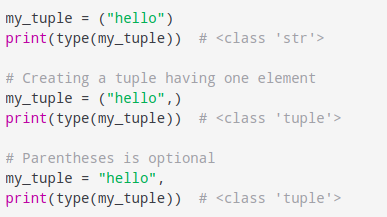 my_tuple = ("hello")
print(type(my_tuple))  # <class 'str'>
# Creating a tuple having one element
my_tuple = ("hello",)
print(type(my_tuple))  # <class 'tuple'>
# Parentheses is optional
my_tuple = "hello",
print(type(my_tuple))  # <class 'tuple'>